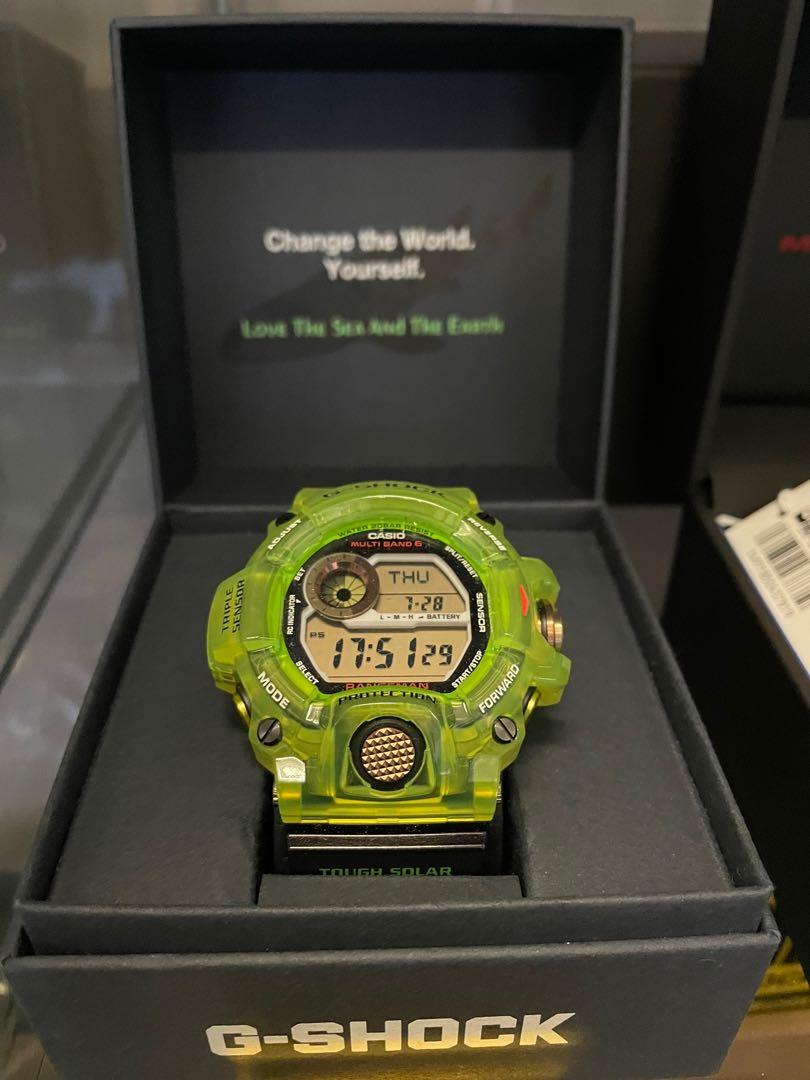 Change the World.
Yourself.
Love The Sea And The Earth
G-SHOCK
WATER 20BAR RESIST
CASIO
MULTI BAND 6
ADJUST
REVERSE
SET
SPLIT/RESET
TRIPLE
SENSOR
RC INDICATOR
SENSOR
THU
7-28
L - M - H BATTERY
PS
17:51 29
SELECT
START/STOP
RANGEMAN
MODE
PROTECTION
FORWARD
TOUGH SOLAR
G-SHOCK